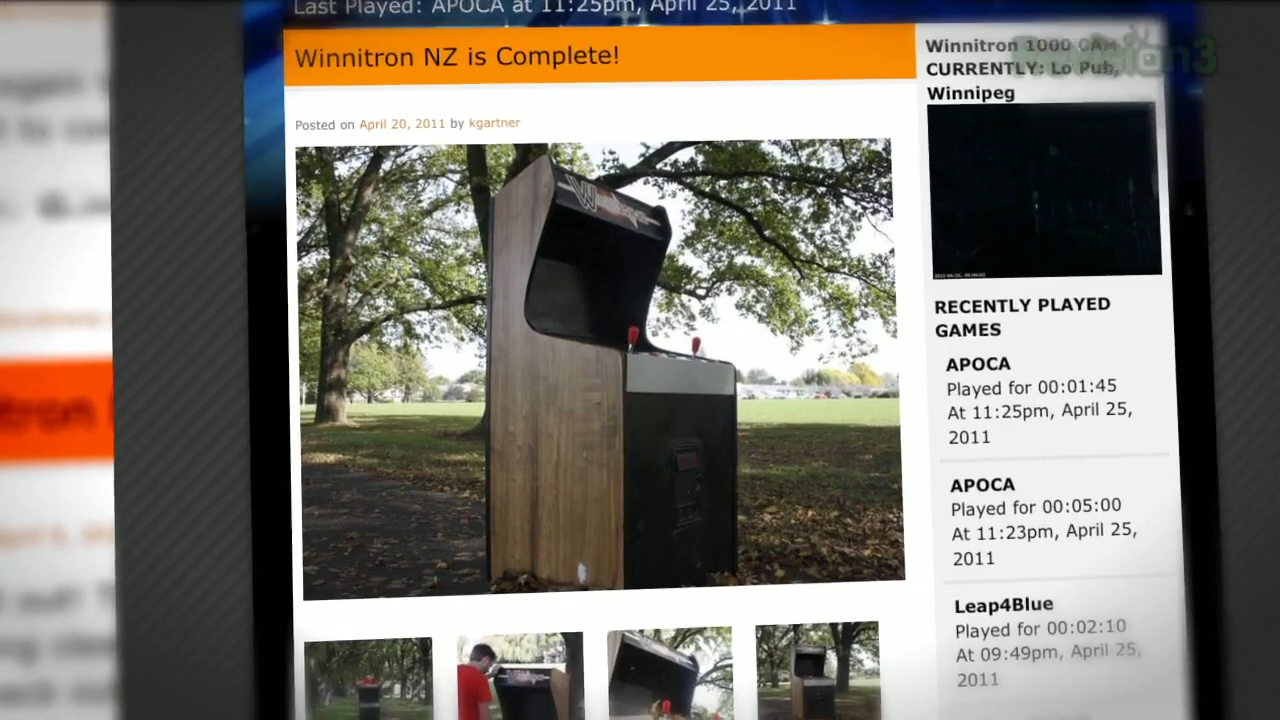 Last Played: APOCA at 11:25pm, April 25, 2011
Winnitron NZ is Complete!
Posted on April 20, 2011 by kgartner
Winnitron 1000 CAM
CURRENTLY: Lo Pub,
Winnipeg
RECENTLY PLAYED
GAMES
APOCA
Played for 00:01:45
At 11:25pm, April 25,
2011
APOCA
Played for 00:05:00
At 11:23pm, April 25,
2011
Leap4Blue
Played for 00:02:10
At 09:49pm, April 25,
2011